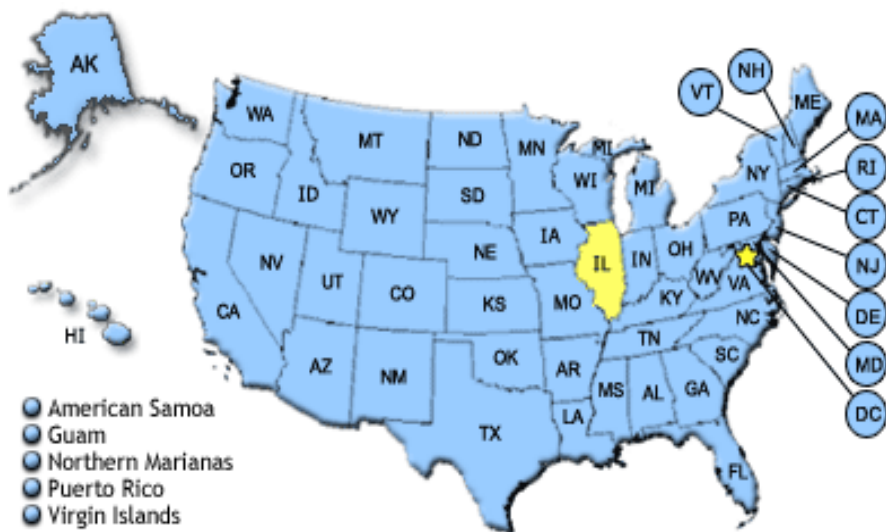 AK
NH
VT
ME
WA
MT
ND
MN
MI
MA
OR
ID
SD
WI
MI
NY
RI
WY
IA
PA
CT
NV
UT
NE
IL
IN
OH
NJ
CA
CO
KS
MO
KY
WV
VA
DE
HI
AZ
NM
OK
AR
TN
NC
MD
TX
LA
MS
AL
GA
SC
DC
FL
American Samoa
Guam
Northern Marianas
Puerto Rico
Virgin Islands